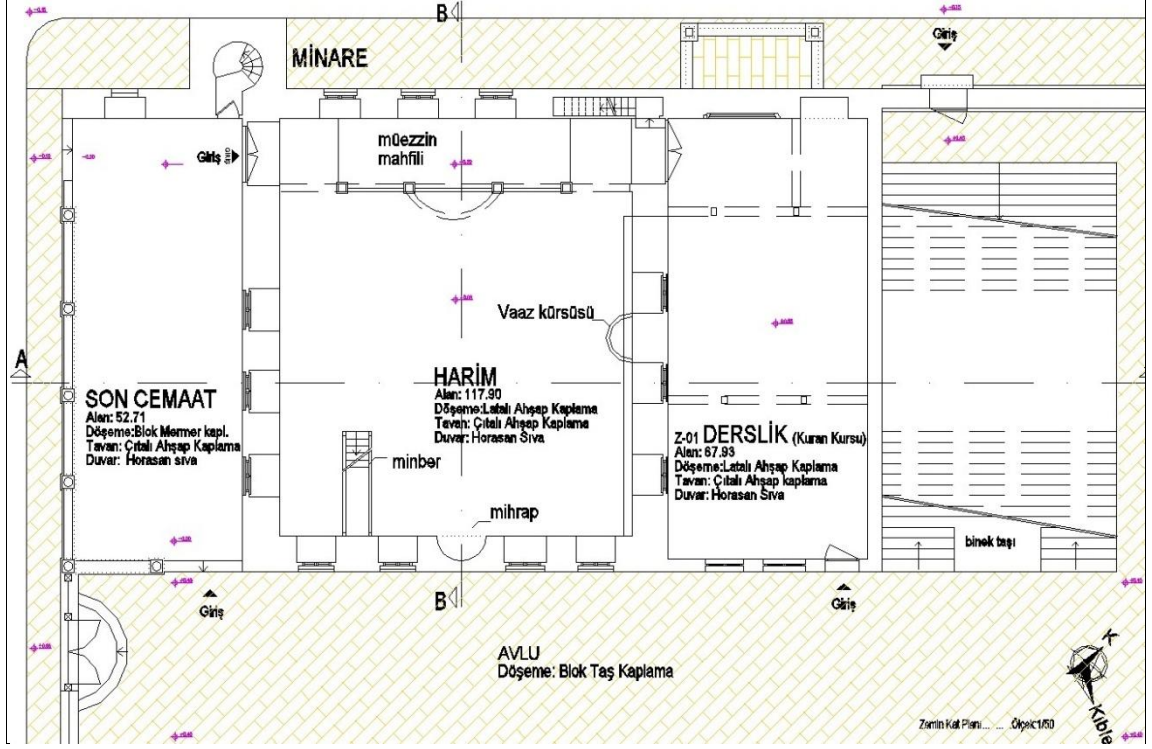 B
Giriş
MİNARE
müezzin
mahfili
Giriş
Giriş
Vaaz kürsüsü
A
HARİM
Alan: 117.90
Döşeme:Latalı Ahşap Kaplama
Tavan: Çıtalı Ahşap Kaplama
Duvar: Horasan Sıva
SON CEMAAT
Alan: 52.71
Döşeme:Blok Mermer kapl.
Tavan: Çıtalı Ahşap Kaplama
Duvar: Horasan sıva
Z-01 DERSLİK (Kuran Kursu)
Alan: 67.93
Döşeme:Latalı Ahşap Kaplama
Tavan: Çıtalı Ahşap kaplama
Duvar: Horasan Sıva
minber
mihrap
binek taşı
B
Giriş
Giriş
AVLU
Döşeme: Blok Taş Kaplama
K
Kıble
Zemin Kat Planı... ... .Ölçek:1/50